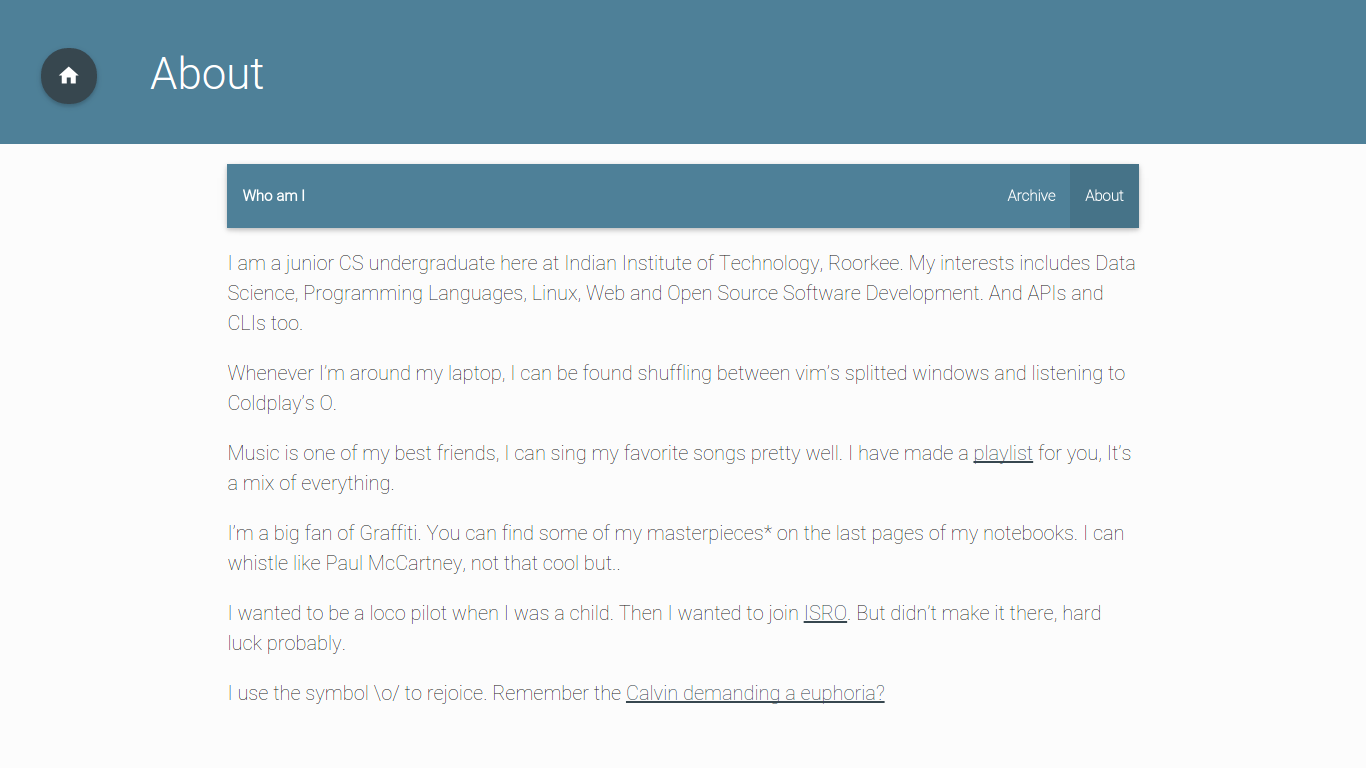 About
Who am I
Archive
About
I am a junior CS undergraduate here at Indian Institute of Technology, Roorkee. My interests includes Data
Science, Programming Languages, Linux, Web and Open Source Software Development. And APIs and
CLIs too.
Whenever I’m around my laptop, I can be found shuffling between vim’s splitted windows and listening to
Coldplay’s O.
Music is one of my best friends, I can sing my favorite songs pretty well. I have made a playlist for you, It’s
a mix of everything.
I’m a big fan of Graffiti. You can find some of my masterpieces* on the last pages of my notebooks. I can
whistle like Paul McCartney, not that cool but..
I wanted to be a loco pilot when I was a child. Then I wanted to join ISRO. But didn’t make it there, hard
luck probably.
I use the symbol \o/ to rejoice. Remember the Calvin demanding a euphoria?